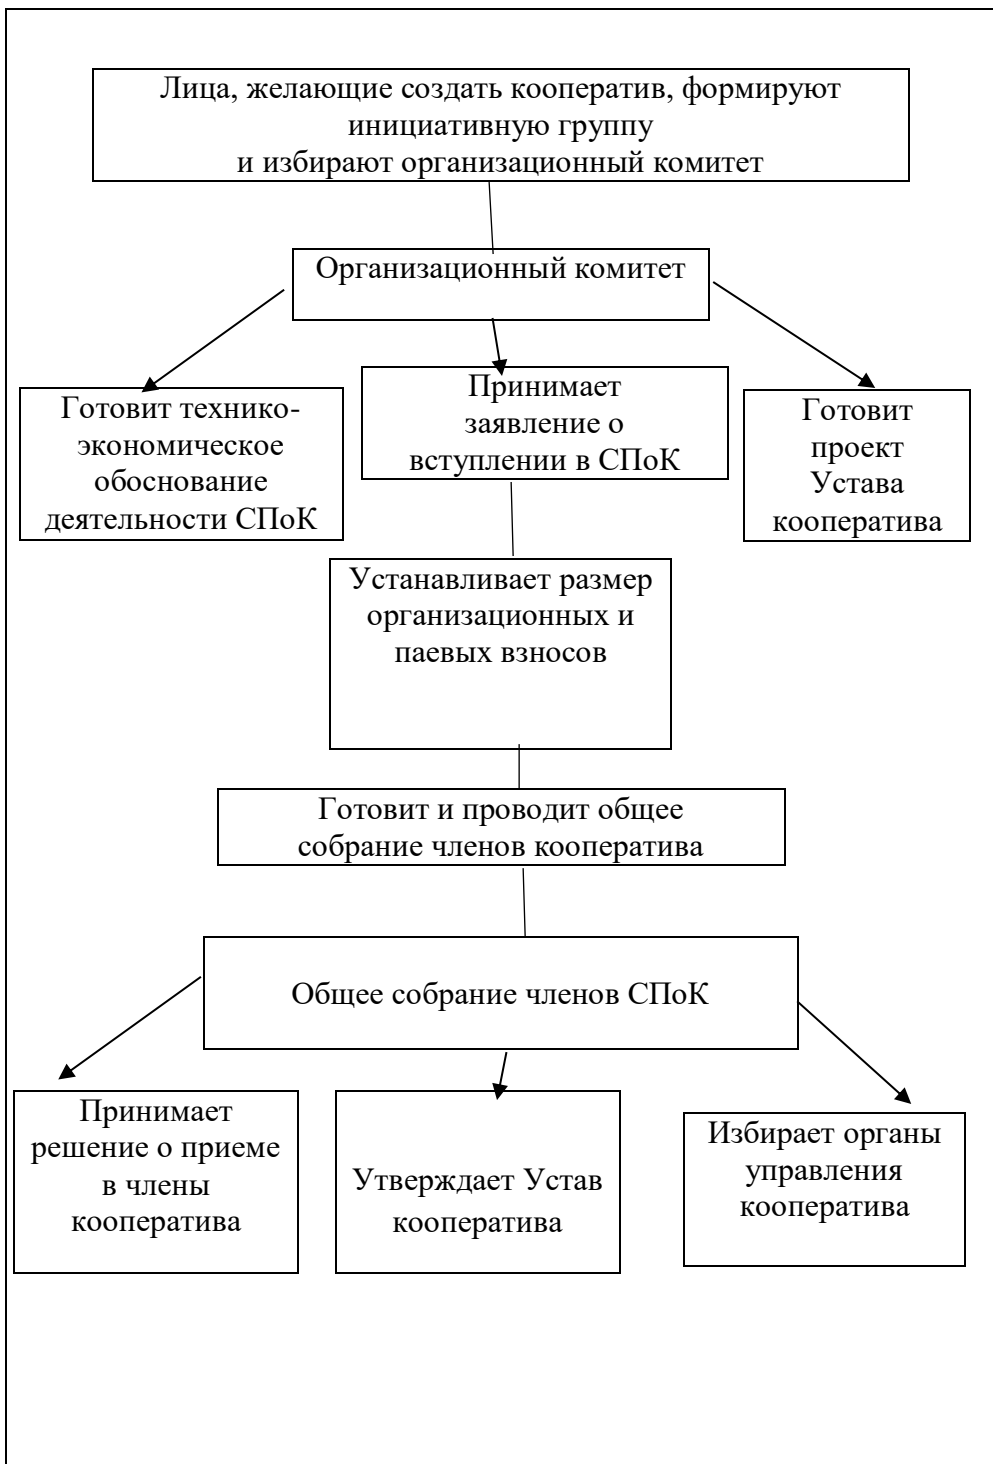 Лица, желающие создать кооператив, формируют
инициативную группу
и избирают организационный комитет
Организационный комитет
Готовит технико-
экономическое
обоснование
деятельности СПоК
Принимает
заявление о
вступлении в СПоК
Готовит
проект
Устава
кооператива
Устанавливает размер
организационных и
паевых взносов
Готовит и проводит общее
собрание членов кооператива
Общее собрание членов СПоК
Принимает
решение о приеме
в члены
кооператива
Утверждает Устав
кооператива
Избирает органы
управления
кооператива